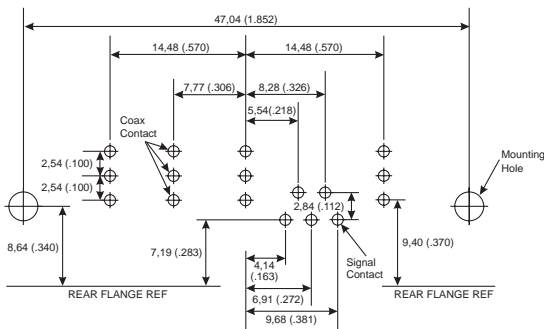 47,04 (1.852)
14,48 (.570)
14,48 (.570)
7,77 (.306)
8,28 (.326)
5,54(.218)
Coax
Contact
Mounting
Hole
2,54 (.100)
2,54 (.100)
2,84 (.112)
8,64 (.340)
7,19 (.283)
9,40 (.370)
Signal
Contact
4,14
(.163)
REAR FLANGE REF
6,91 (.272)
REAR FLANGE REF
9,68 (.381)